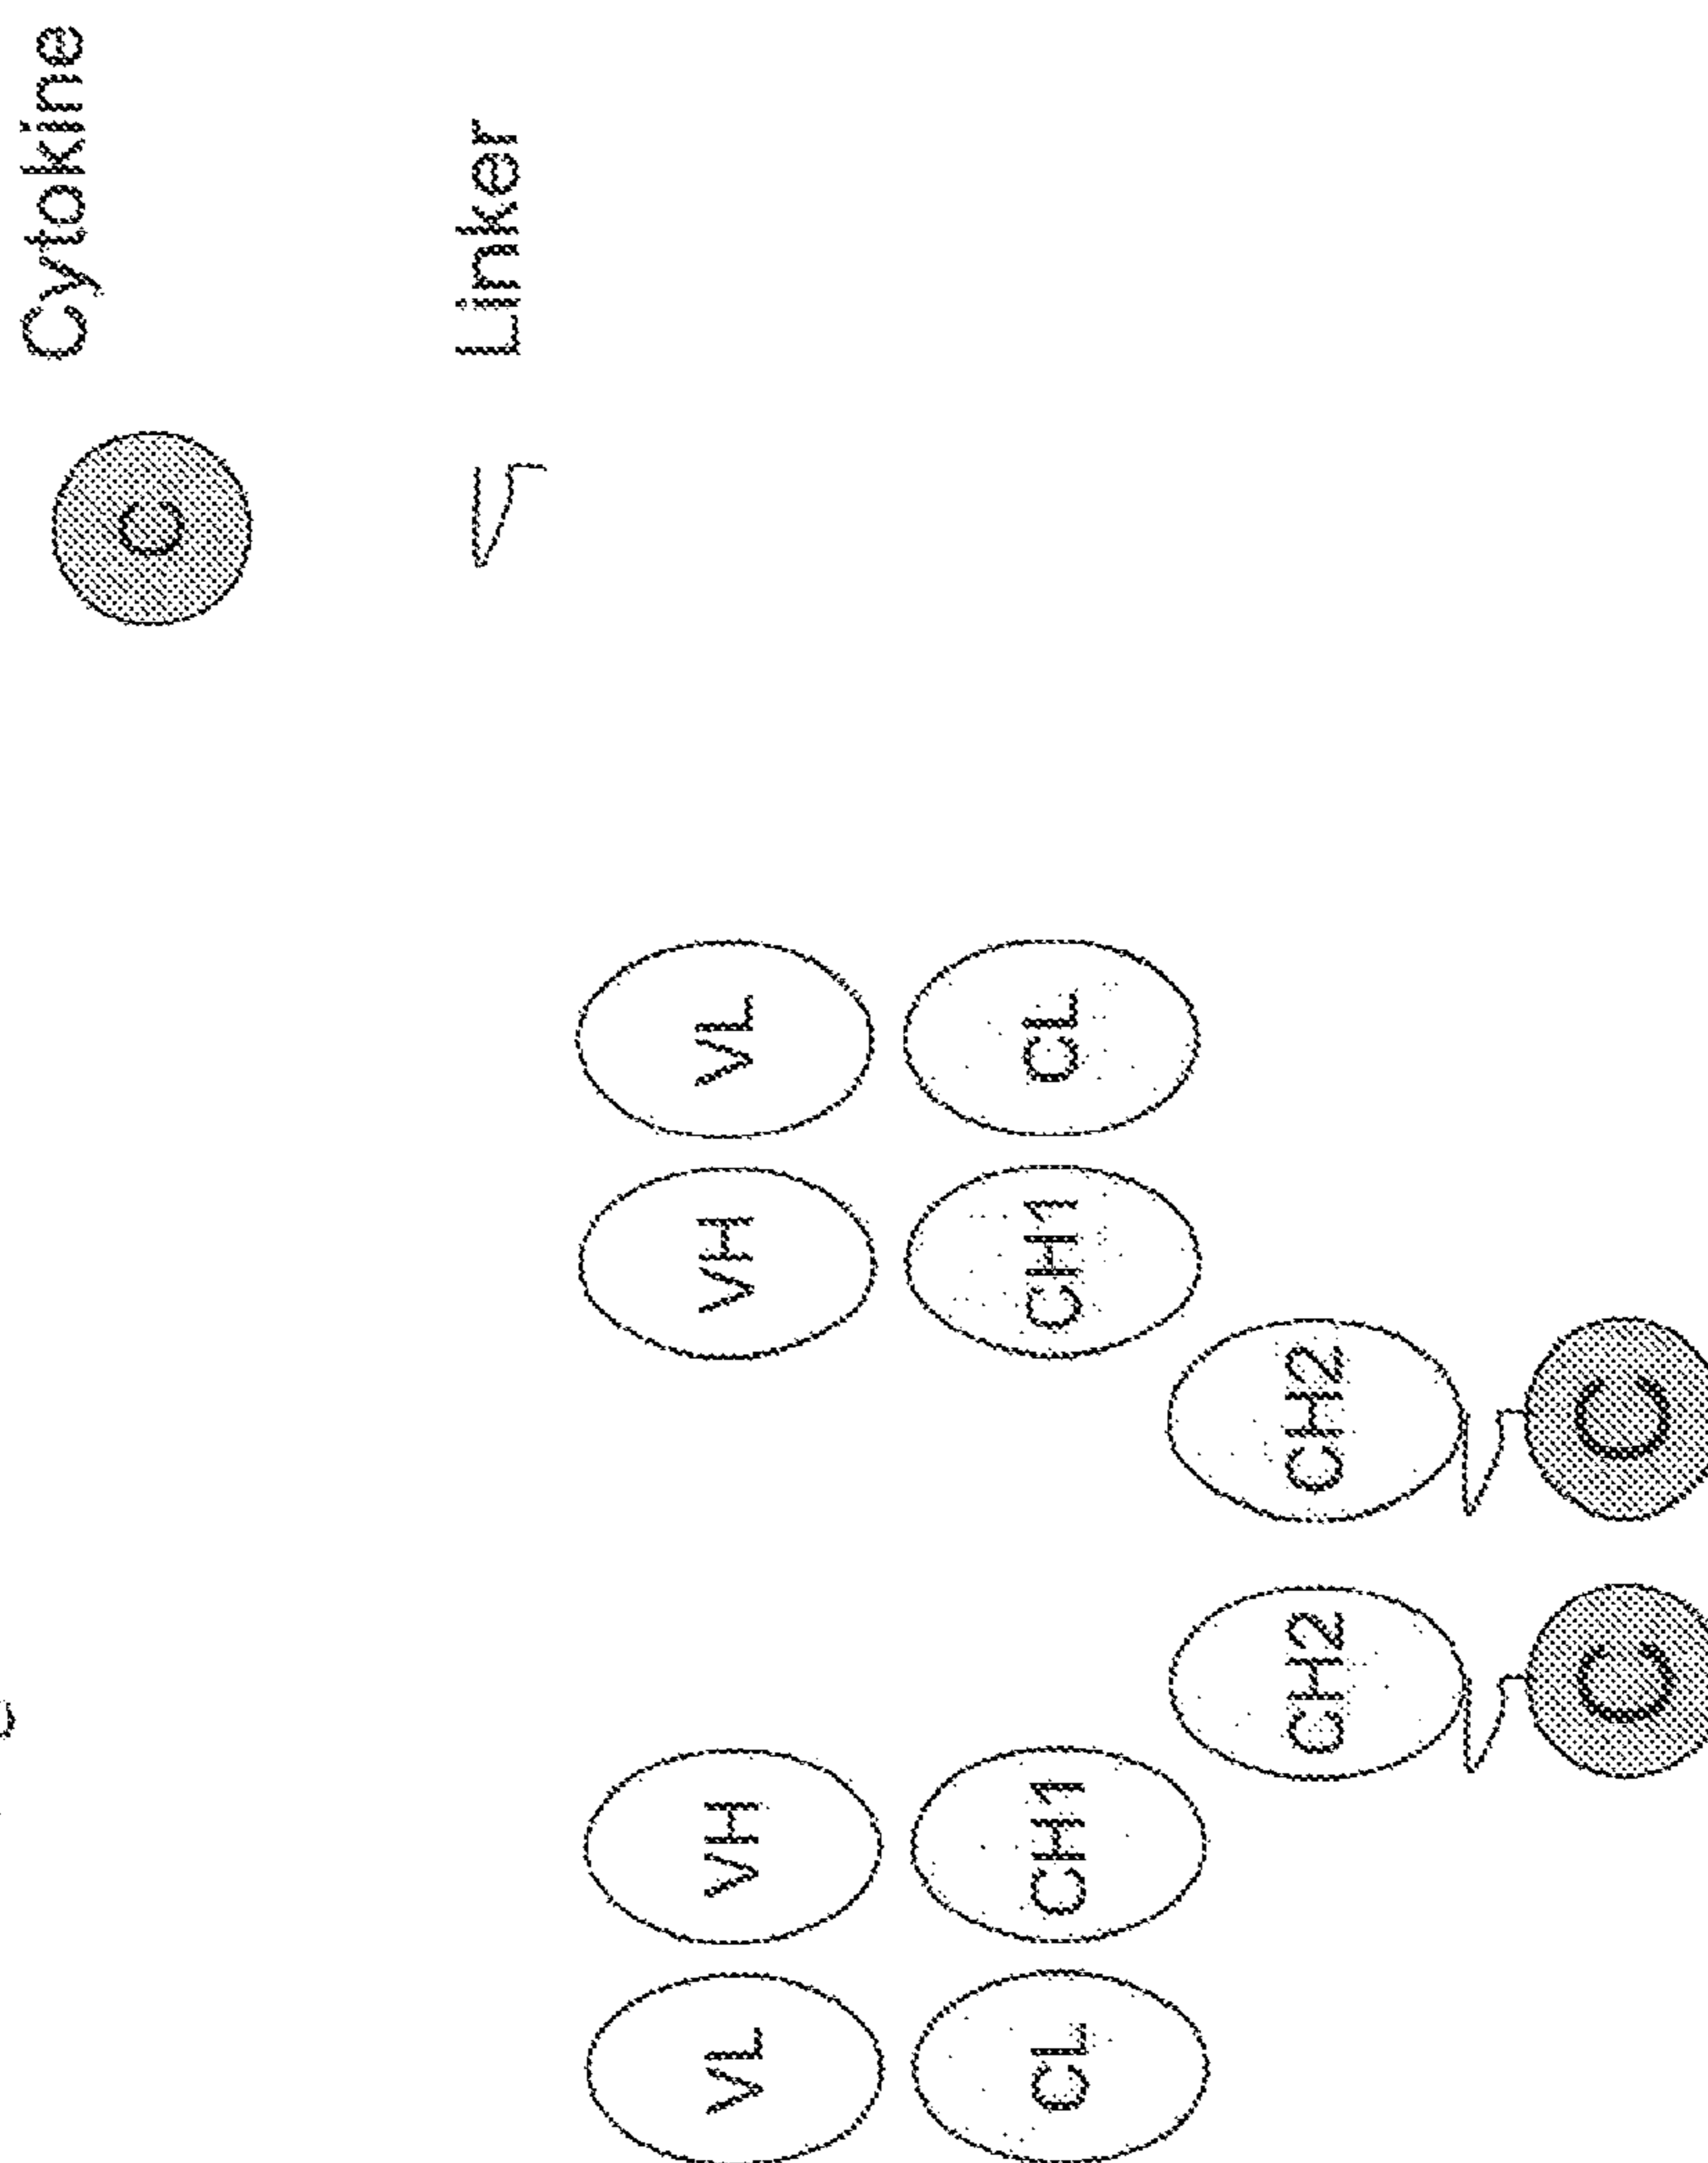 C Cytokine
Linker
VL VH VH VL
CL CH1 CH1 CL
CH2 CH2
C C